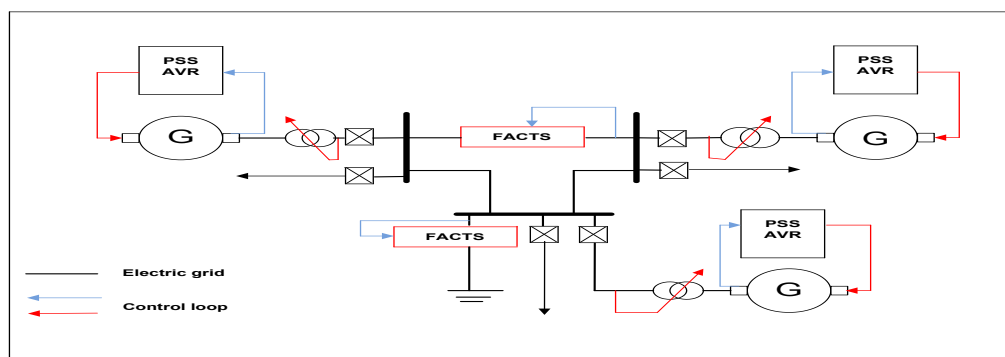 PSS
AVR
PSS
AVR
G
FACTS
G
FACTS
PSS
AVR
G
Electric grid
Control loop